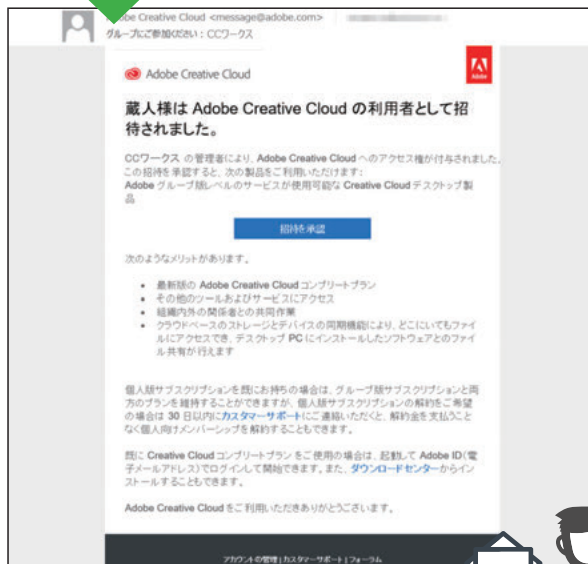 be Creative Cloud <message@adobe.com>
グループにご参加ください : CCワークス
Adobe Creative Cloud
Adobe
蔵人様は Adobe Creative Cloud の利用者として招
待されました。
CCワークス の管理者により、Adobe Creative Cloud へのアクセス権が付与されました。
この招待を承認すると、次の製品をご利用いただけます:
Adobe グループ版レベルのサービスが使用可能な Creative Cloud デスクトップ製
品
招待を承認
次のようなメリットがあります。
• 最新版の Adobe Creative Cloud コンプリートプラン
• その他のツールおよびサービスにアクセス
• 組織内外の関係者との共同作業
• クラウドベースのストレージとデバイスの同期機能により、どこにいてもファイ
ルにアクセスでき、デスクトップ PC にインストールしたソフトウェアとのファイ
ル共有が行えます
個人版サブスクリプションを既にお持ちの場合は、グループ版サブスクリプションと両
方のプランを維持することができますが、個人版サブスクリプションの解約をご希望
の場合は 30 日以内にカスタマーサポートにご連絡いただくと、解約金を支払うこと
なく個人向けメンバーシップを解約することもできます。
既に Creative Cloud コンプリートプラン をご使用の場合は、起動して Adobe ID(電
子メールアドレス)でログインして開始できます。また、ダウンロードセンターからイン
ストールすることもできます。
Adobe Creative Cloud をご利用いただきありがとうございます。
アカウントの管理 | カスタマーサポート | フォーラム